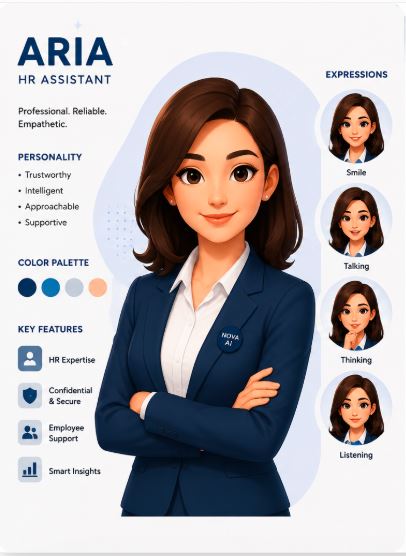 ARIA
HR ASSISTANT
Professional. Reliable.
Empathetic.
PERSONALITY
• Trustworthy
• Intelligent
• Approachable
• Supportive
COLOR PALETTE
KEY FEATURES
HR Expertise
Confidential
& Secure
Employee
Support
Smart Insights
NOVA
AI
EXPRESSIONS
Smile
Talking
Thinking
Listening